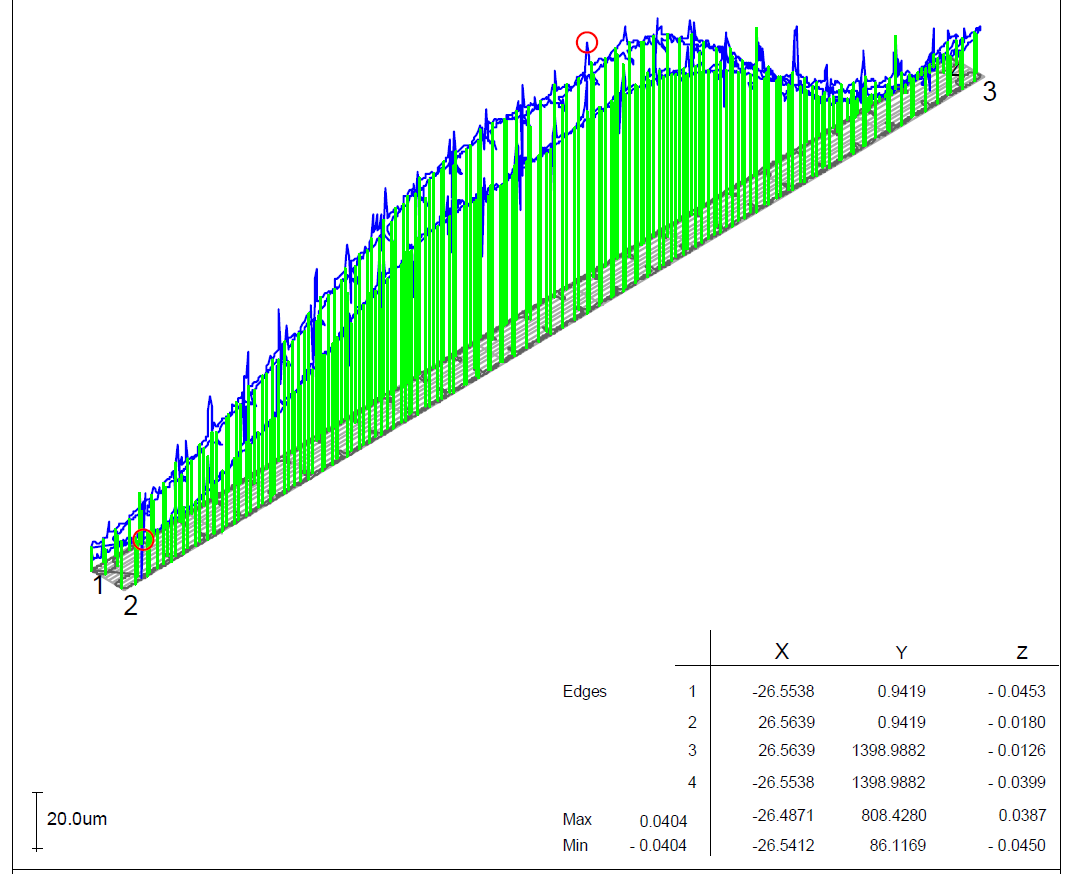 4
3
1
2
X Y Z
Edges 1 -26.5538 0.9419 - 0.0453
2 26.5639 0.9419 - 0.0180
3 26.5639 1398.9882 - 0.0126
4 -26.5538 1398.9882 - 0.0399
20.0um
Max 0.0404 -26.4871 808.4280 0.0387
Min - 0.0404 -26.5412 86.1169 - 0.0450